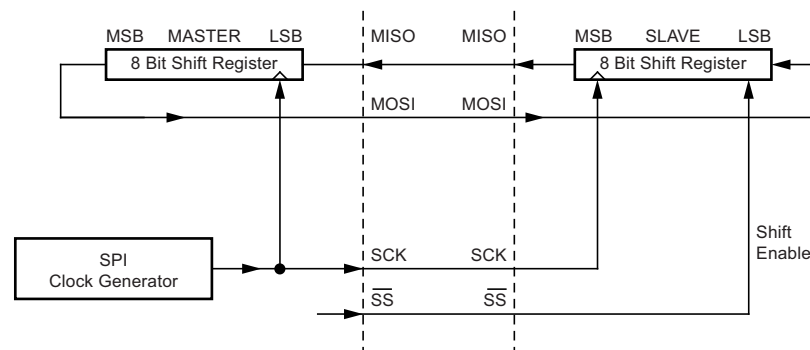 MSB MASTER LSB MISO MISO MSB SLAVE LSB
8 Bit Shift Register 8 Bit Shift Register
MOSI MOSI
SPI
Clock Generator
SCK SCK
Shift
Enable
SS SS